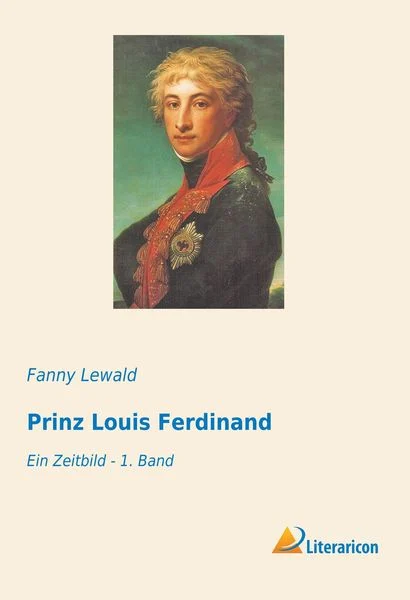 Fanny Lewald
Prinz Louis Ferdinand
Ein Zeitbild - 1. Band
Literaricon